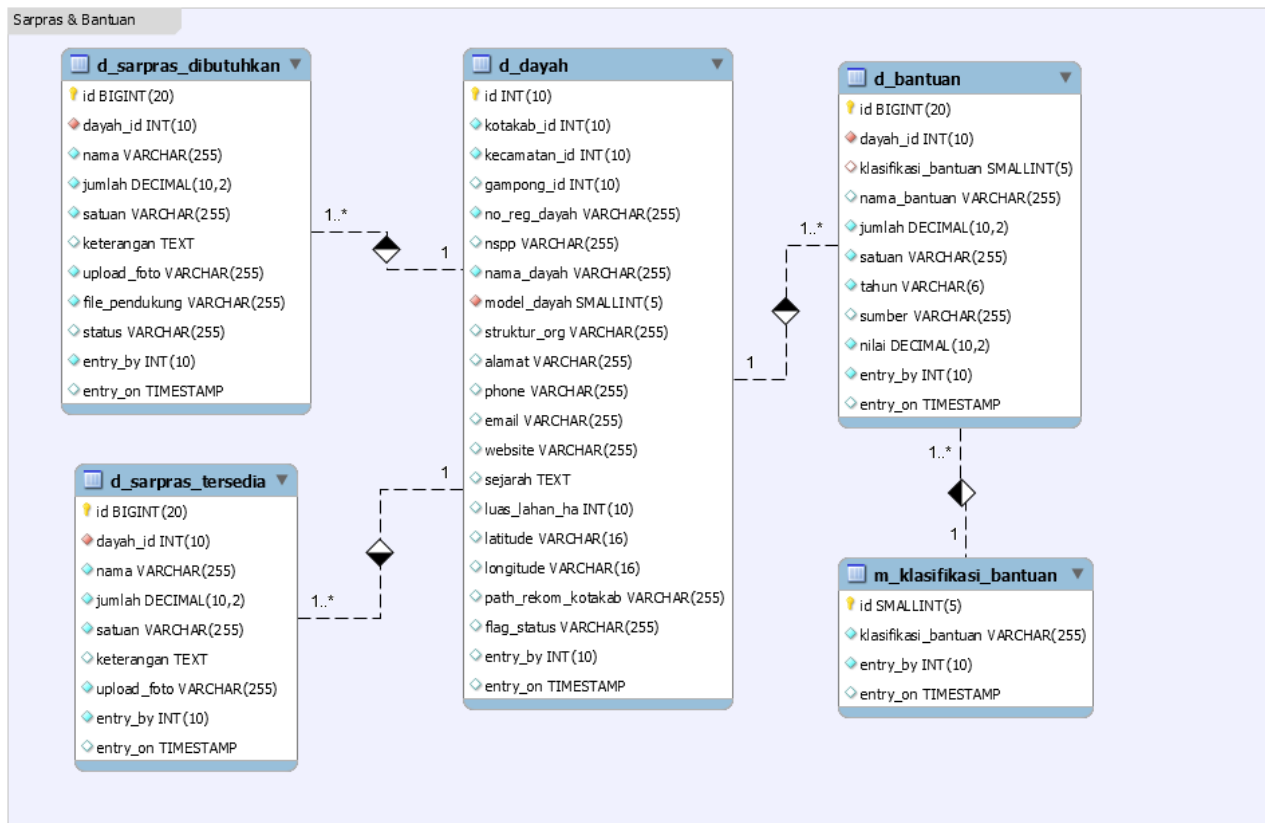 Sarpras & Bantuan
d_sarpras_dibutuhkan
id BIGINT(20)
dayah_id INT(10)
nama VARCHAR(255)
jumlah DECIMAL(10,2)
satuan VARCHAR(255)
keterangan TEXT
upload_foto VARCHAR(255)
file_pendukung VARCHAR(255)
status VARCHAR(255)
entry_by INT(10)
entry_on TIMESTAMP
1..*
1
d_sarpras_tersedia
id BIGINT(20)
dayah_id INT(10)
nama VARCHAR(255)
jumlah DECIMAL(10,2)
satuan VARCHAR(255)
keterangan TEXT
upload_foto VARCHAR(255)
entry_by INT(10)
entry_on TIMESTAMP
1..*
1
d_dayah
id INT(10)
kotakab_id INT(10)
kecamatan_id INT(10)
gampong_id INT(10)
no_reg_dayah VARCHAR(255)
nspp VARCHAR(255)
nama_dayah VARCHAR(255)
model_dayah SMALLINT(5)
struktur_org VARCHAR(255)
alamat VARCHAR(255)
phone VARCHAR(255)
email VARCHAR(255)
website VARCHAR(255)
sejarah TEXT
luas_lahan_ha INT(10)
latitude VARCHAR(16)
longitude VARCHAR(16)
path_rekom_kotakab VARCHAR(255)
flag_status VARCHAR(255)
entry_by INT(10)
entry_on TIMESTAMP
1
1..*
d_bantuan
id BIGINT(20)
dayah_id INT(10)
klasifikasi_bantuan SMALLINT(5)
nama_bantuan VARCHAR(255)
jumlah DECIMAL(10,2)
satuan VARCHAR(255)
tahun VARCHAR(6)
sumber VARCHAR(255)
nilai DECIMAL(10,2)
entry_by INT(10)
entry_on TIMESTAMP
1..*
1
m_klasifikasi_bantuan
id SMALLINT(5)
klasifikasi_bantuan VARCHAR(255)
entry_by INT(10)
entry_on TIMESTAMP